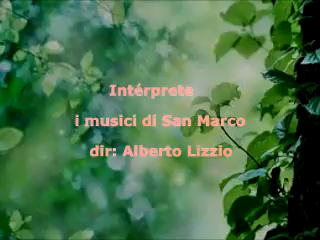 Intérprete
i musici di San Marco
dir: Alberto Lizzio